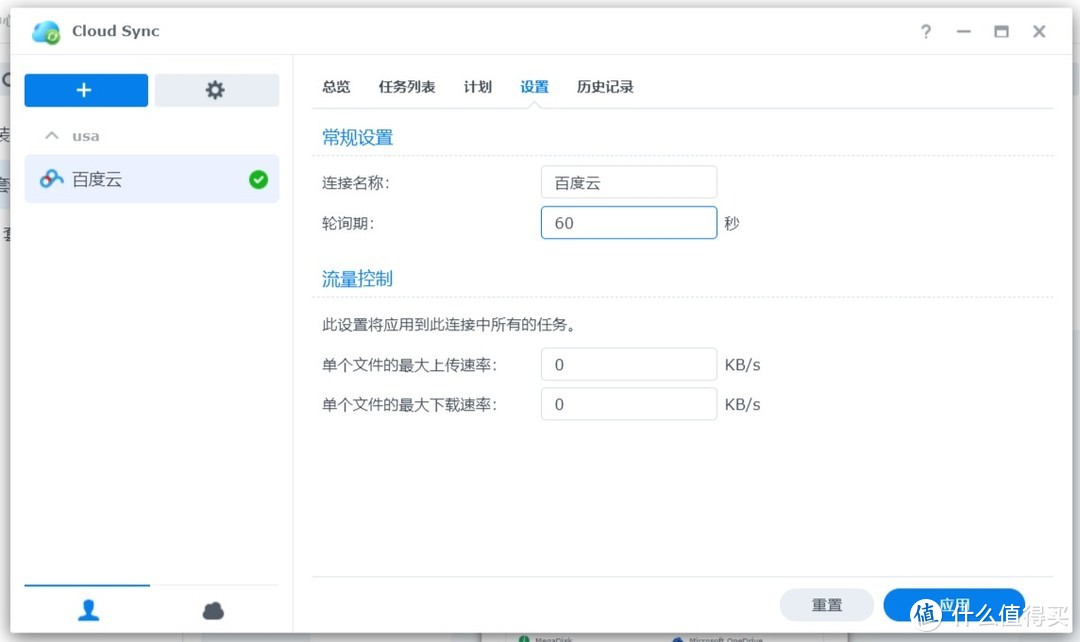 Cloud Sync
?
usa
百度云
总览 任务列表 计划 设置 历史记录
常规设置
连接名称： 百度云
轮询期： 60 秒
流量控制
此设置将应用到此连接中所有的任务。
单个文件的最大上传速率： 0 KB/s
单个文件的最大下载速率： 0 KB/s
重置 应用
值 什么值得买
MegaDisk Microsoft OneDrive